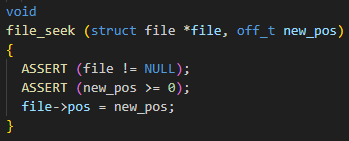 void
file_seek (struct file *file, off_t new_pos)
{
  ASSERT (file != NULL);
  ASSERT (new_pos >= 0);
  file->pos = new_pos;
}